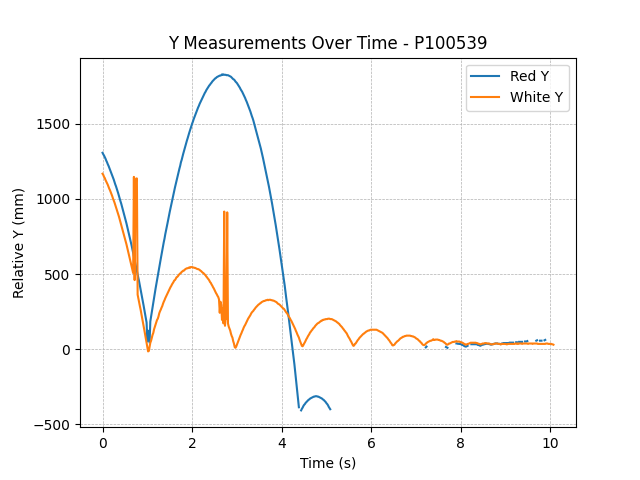 Y Measurements Over Time - P100539
Red Y
White Y
1500
1000
500
0
−500
Relative Y (mm)
0 2 4 6 8 10
Time (s)